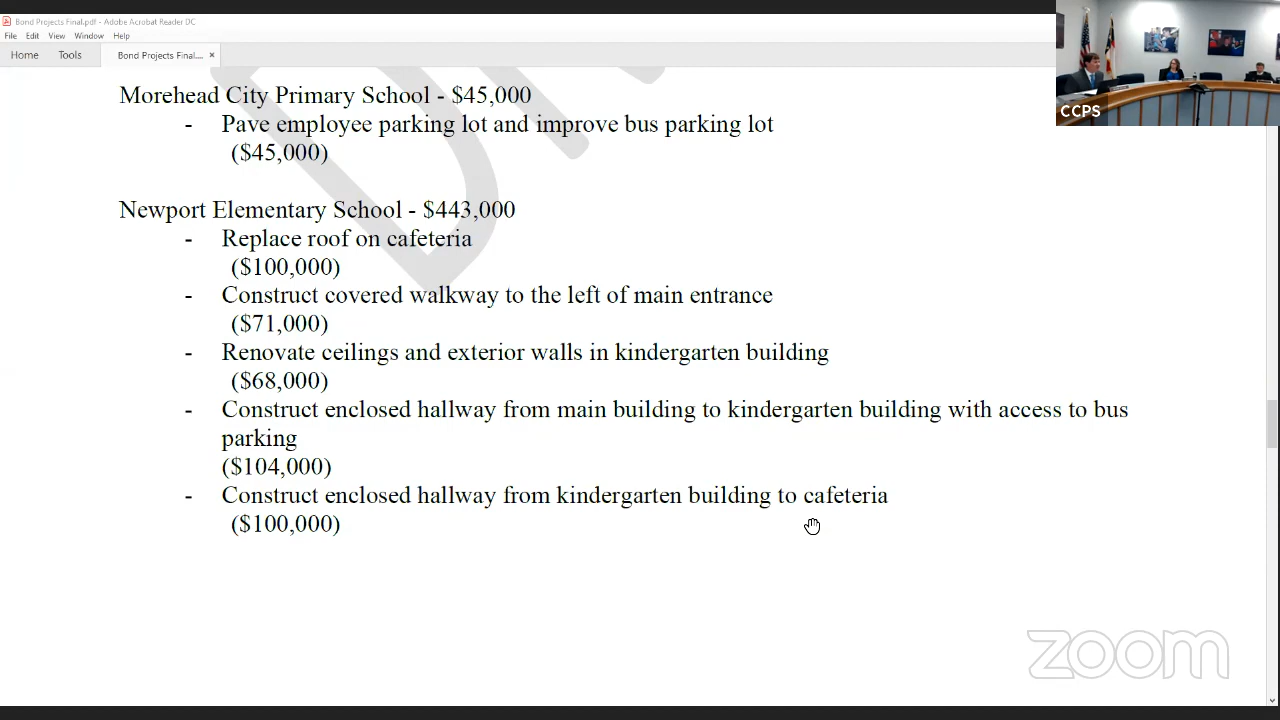 Bond Projects Final.pdf - Adobe Acrobat Reader DC
File Edit View Window Help
Home Tools Bond Projects Final.... ×
CCPS
Morehead City Primary School - $45,000
- Pave employee parking lot and improve bus parking lot
($45,000)
Newport Elementary School - $443,000
- Replace roof on cafeteria
($100,000)
- Construct covered walkway to the left of main entrance
($71,000)
- Renovate ceilings and exterior walls in kindergarten building
($68,000)
- Construct enclosed hallway from main building to kindergarten building with access to bus
parking
($104,000)
- Construct enclosed hallway from kindergarten building to cafeteria
($100,000)
zoom